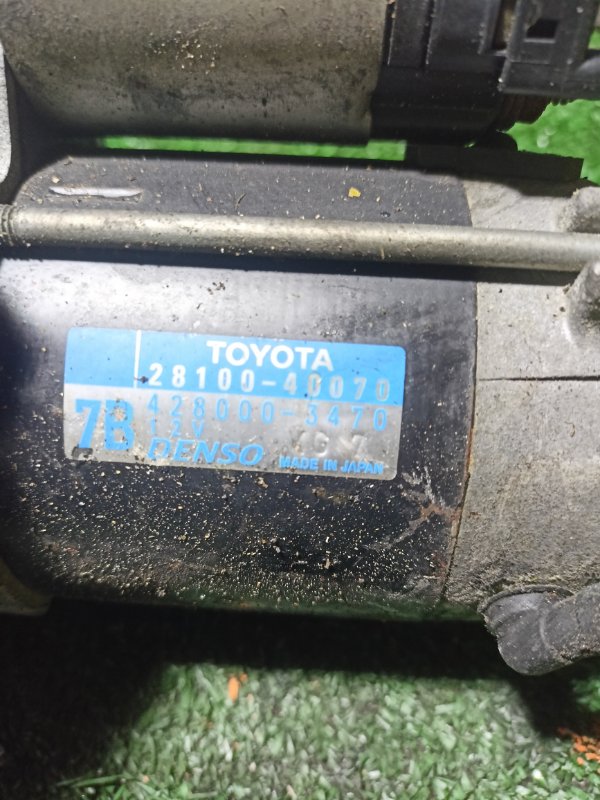 TOYOTA
28100-40070
7B
428000-3470
12V
DENSO
MADE IN JAPAN